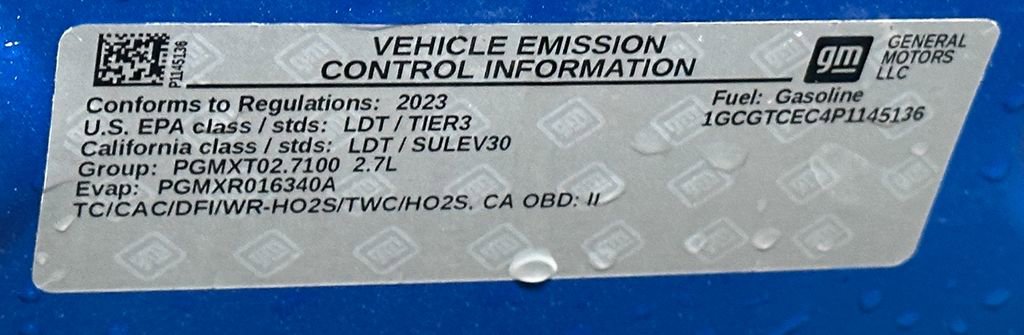 P1145136
VEHICLE EMISSION
CONTROL INFORMATION
gm GENERAL
MOTORS
LLC
Conforms to Regulations: 2023
U.S. EPA class / stds: LDT / TIER3
California class / stds: LDT / SULEV30
Group: PGMXT02.7100 2.7L
Evap: PGMXR016340A
TC/CAC/DFI/WR-HO2S/TWC/HO2S. CA OBD: II
Fuel: Gasoline
1GCGTCEC4P1145136